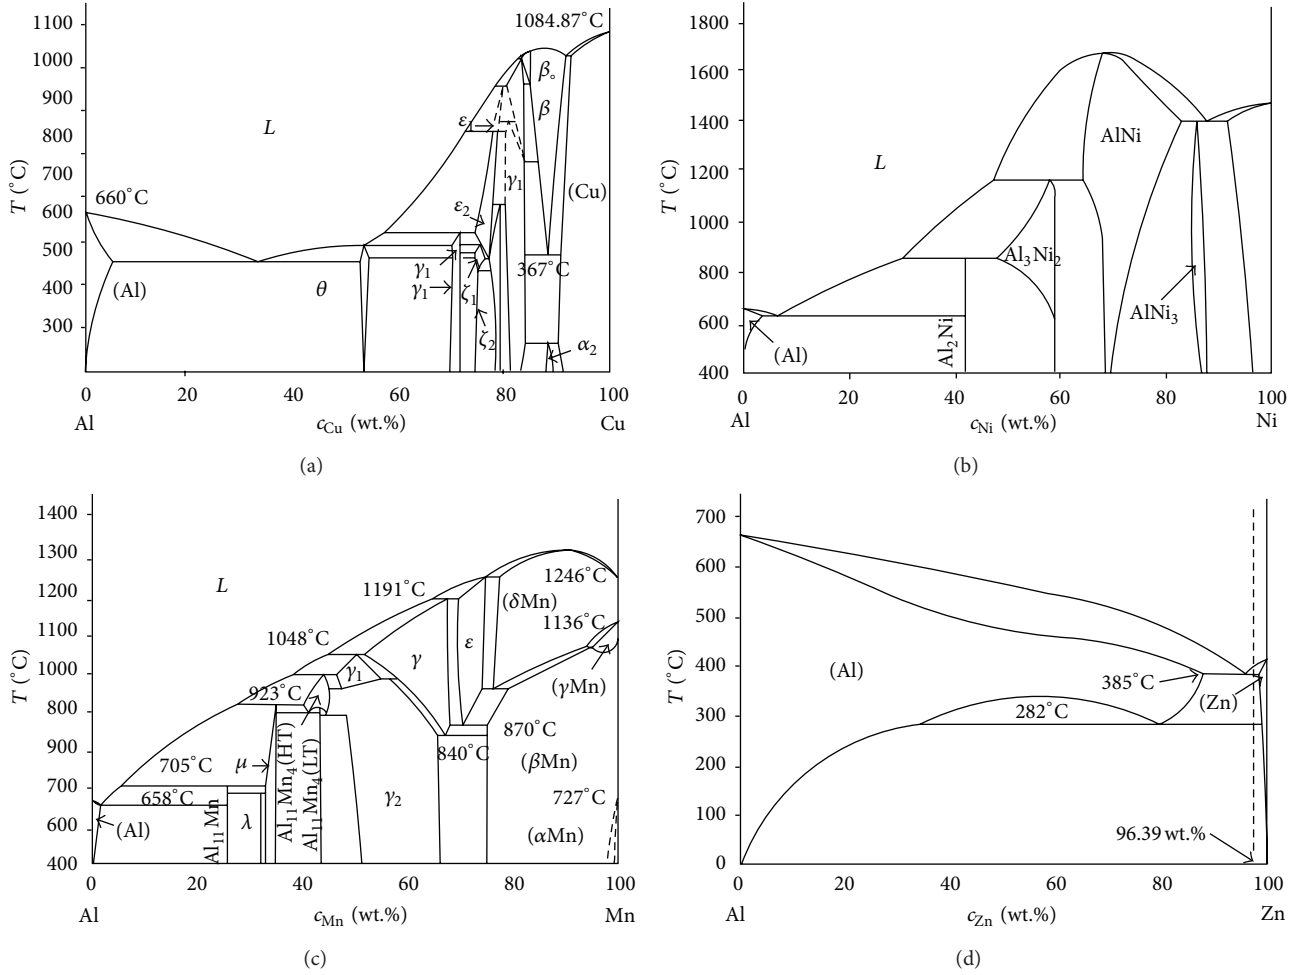 1100
1000
900
800
700
600
500
400
300
T (°C)
1084.87°C
L
660°C
(Al)
θ
ε1
ε2
γ1
γ1
γ1
ζ1
ζ2
β°
β
(Cu)
367°C
α2
0 20 40 60 80 100
Al cCu (wt.%) Cu
(a)
1800
1600
1400
1200
1000
800
600
400
T (°C)
L
AlNi
Al3Ni2
AlNi3
(Al)
Al2Ni
0 20 40 60 80 100
Al cNi (wt.%) Ni
(b)
1400
1300
1200
1100
1000
900
800
700
600
400
T (°C)
L
1246°C
1191°C
(δMn)
1136°C
1048°C
γ
ε
γ1
923°C
(γMn)
870°C
840°C
(βMn)
705°C
μ
658°C
727°C
(Al)
Al11Mn
λ
Al11Mn4(HT)
Al11Mn4(LT)
γ2
(αMn)
0 20 40 60 80 100
Al cMn (wt.%) Mn
(c)
700
600
500
400
300
200
100
0
T (°C)
(Al)
385°C
(Zn)
282°C
96.39 wt.%
0 20 40 60 80 100
Al cZn (wt.%) Zn
(d)